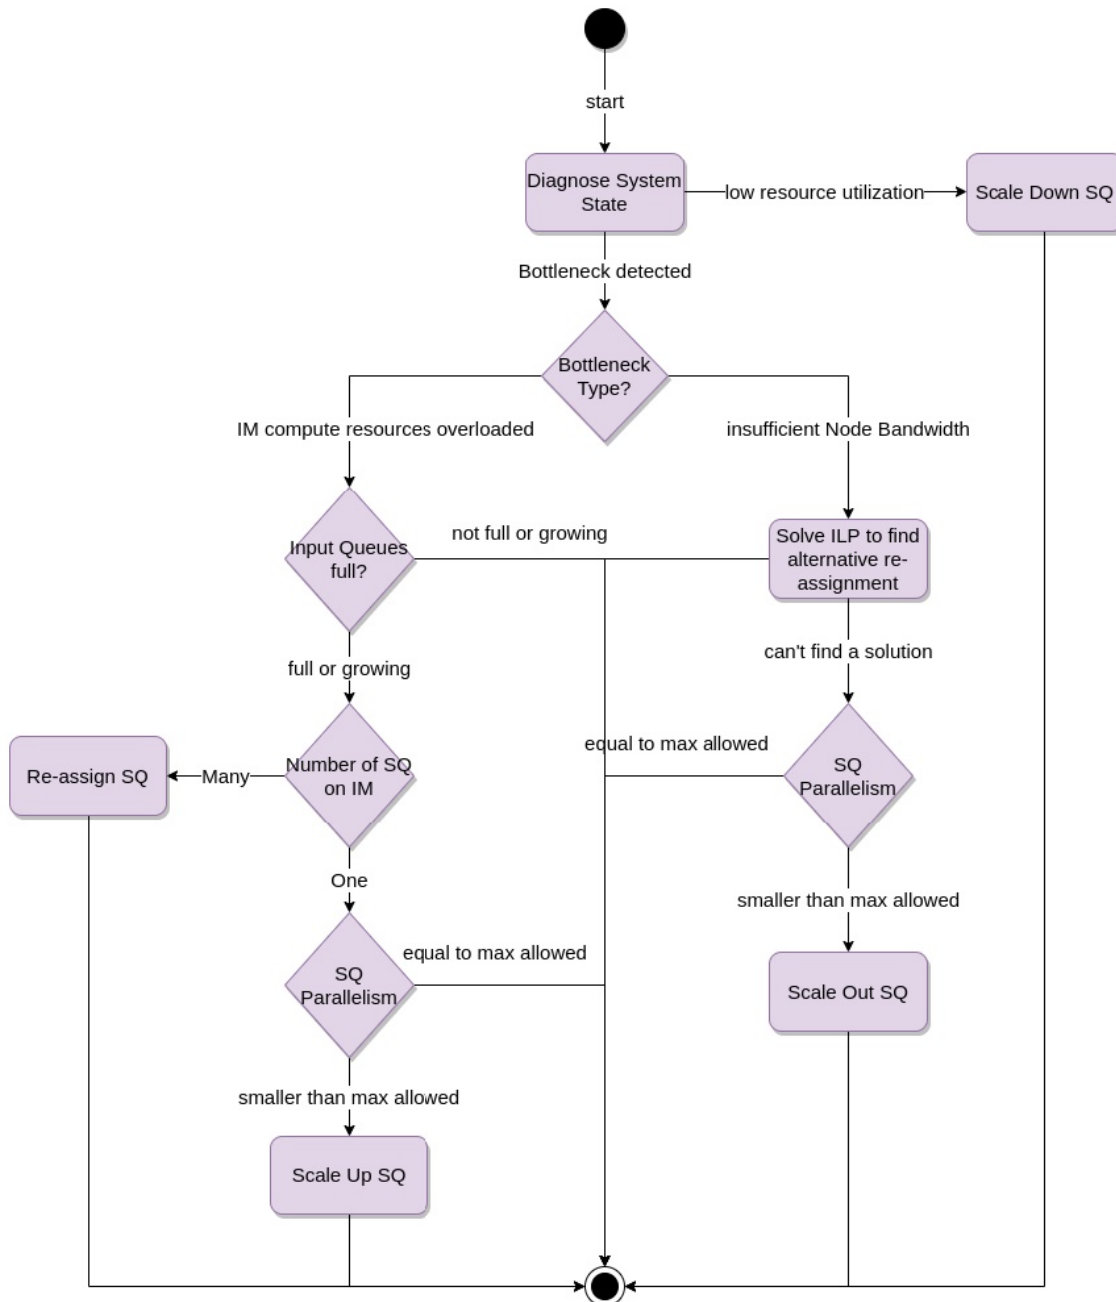 start
Diagnose System
State
low resource utilization
Scale Down SQ
Bottleneck detected
Bottleneck
Type?
IM compute resources overloaded
insufficient Node Bandwidth
Input Queues
full?
not full or growing
Solve ILP to find
alternative re-
assignment
full or growing
can't find a solution
Re-assign SQ
Many
Number of SQ
on IM
equal to max allowed
SQ
Parallelism
One
smaller than max allowed
SQ
Parallelism
equal to max allowed
Scale Out SQ
smaller than max allowed
Scale Up SQ